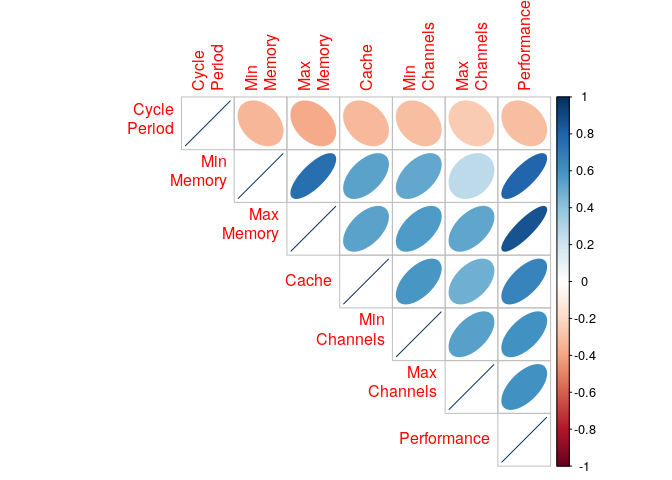 Cycle
Period
Min
Memory
Max
Memory
Cache
Min
Channels
Max
Channels
Performance
Cycle
Period
Min
Memory
Max
Memory
Cache
Min
Channels
Max
Channels
Performance
1
0.8
0.6
0.4
0.2
0
-0.2
-0.4
-0.6
-0.8
-1